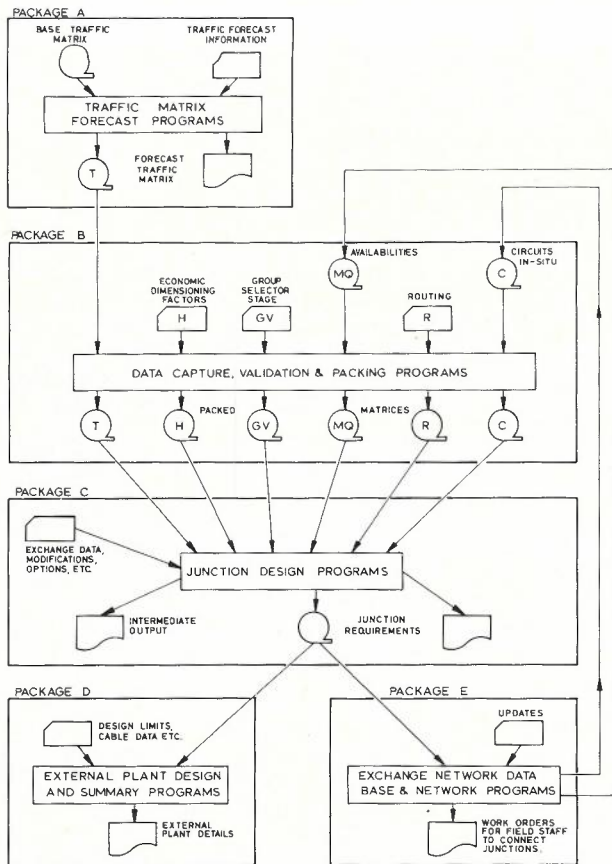 PACKAGE A
BASE TRAFFIC
MATRIX
TRAFFIC FORECAST
INFORMATION
TRAFFIC MATRIX
FORECAST PROGRAMS
T
FORECAST
TRAFFIC
MATRIX
PACKAGE B
AVAILABILITIES
MQ
CIRCUITS
IN-SITU
C
ECONOMIC
DIMENSIONING
FACTORS
H
GROUP
SELECTOR
STAGE
GV
ROUTING
R
DATA CAPTURE, VALIDATION & PACKING PROGRAMS
T
H
PACKED
GV
MQ
MATRICES
R
C
PACKAGE C
EXCHANGE DATA,
MODIFICATIONS,
OPTIONS, ETC
JUNCTION DESIGN PROGRAMS
INTERMEDIATE
OUTPUT
JUNCTION
REQUIREMENTS
PACKAGE D
DESIGN LIMITS,
CABLE DATA ETC.
EXTERNAL PLANT DESIGN
AND SUMMARY PROGRAMS
EXTERNAL
PLANT DETAILS
PACKAGE E
UPDATES
EXCHANGE NETWORK DATA
BASE & NETWORK PROGRAMS
WORK ORDERS
FOR FIELD STAFF
TO CONNECT
JUNCTIONS.